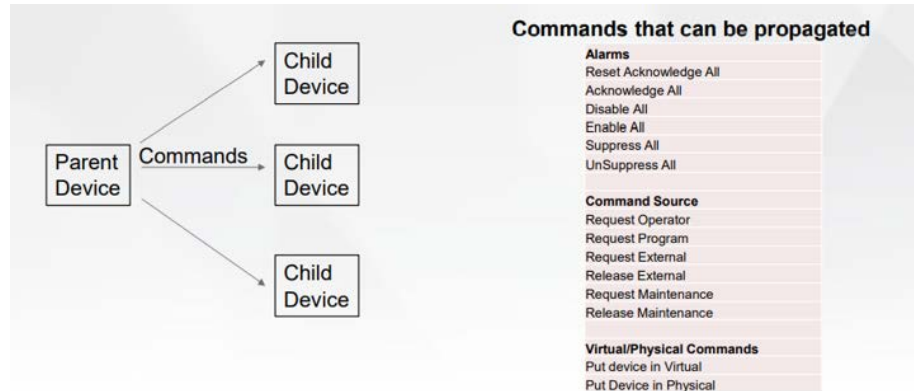 Commands that can be propagated
Child
Device
Parent
Device
Commands
Child
Device
Child
Device
Alarms
Reset Acknowledge All
Acknowledge All
Disable All
Enable All
Suppress All
UnSuppress All
Command Source
Request Operator
Request Program
Request External
Release External
Request Maintenance
Release Maintenance
Virtual/Physical Commands
Put device in Virtual
Put Device in Physical